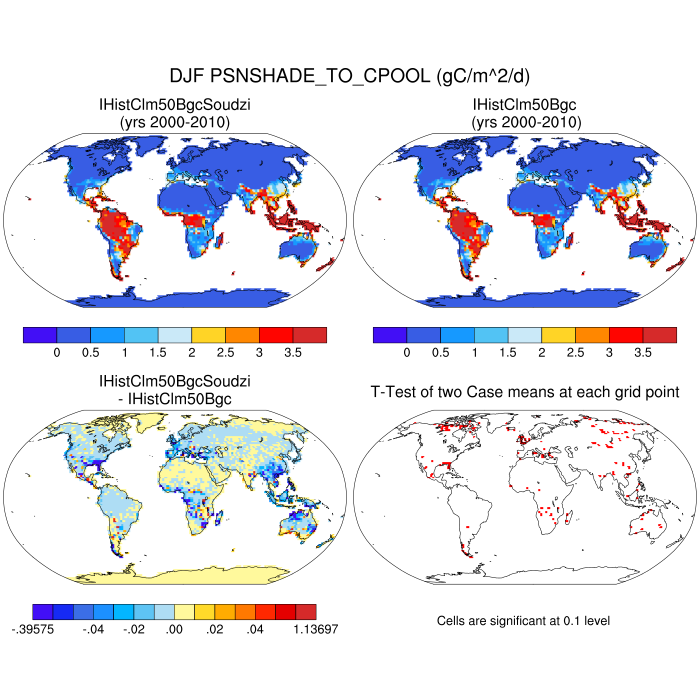 DJF PSNSHADE_TO_CPOOL (gC/m^2/d)
IHistClm50BgcSoudzi
(yrs 2000-2010)
IHistClm50Bgc
(yrs 2000-2010)
0 0.5 1 1.5 2 2.5 3 3.5
0 0.5 1 1.5 2 2.5 3 3.5
IHistClm50BgcSoudzi
- IHistClm50Bgc
T-Test of two Case means at each grid point
-.39575 -.04 -.02 .00 .02 .04 1.13697
Cells are significant at 0.1 level